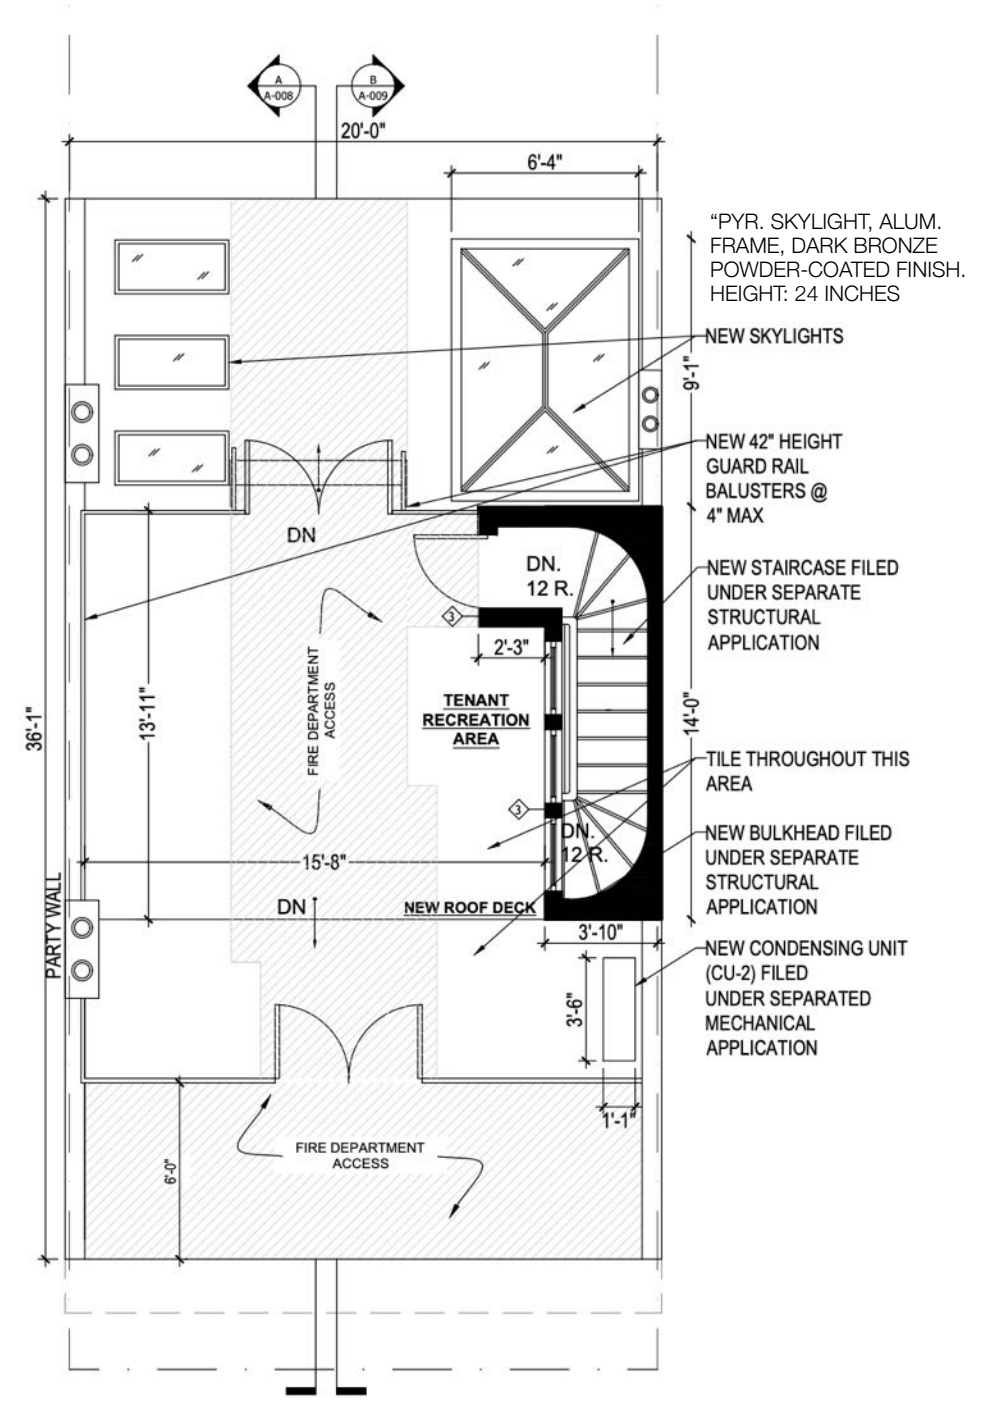 A
A-008
B
A-009
20'-0"
6'-4"
“PYR. SKYLIGHT, ALUM.
FRAME, DARK BRONZE
POWDER-COATED FINISH.
HEIGHT: 24 INCHES
NEW SKYLIGHTS
9'-1"
NEW 42" HEIGHT
GUARD RAIL
BALUSTERS @
4" MAX
DN
DN.
12 R.
NEW STAIRCASE FILED
UNDER SEPARATE
STRUCTURAL
APPLICATION
3
2'-3"
FIRE DEPARTMENT
ACCESS
TENANT
RECREATION
AREA
36'-1"
13'-11"
14'-0"
TILE THROUGHOUT THIS
AREA
3
DN.
12 R.
NEW BULKHEAD FILED
UNDER SEPARATE
STRUCTURAL
APPLICATION
15'-8"
PARTY WALL
DN
NEW ROOF DECK
3'-10"
NEW CONDENSING UNIT
(CU-2) FILED
UNDER SEPARATED
MECHANICAL
APPLICATION
3'-6"
1'-1"
FIRE DEPARTMENT
ACCESS
6'-0"